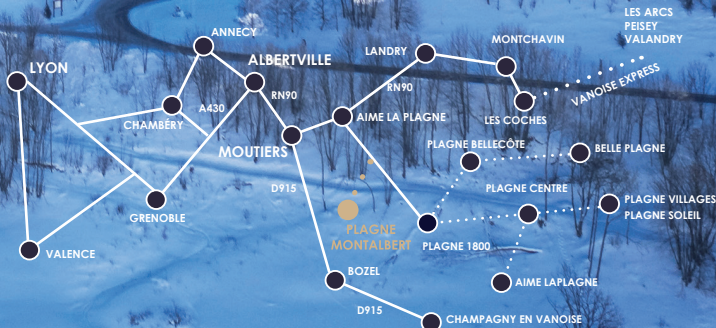 LES ARCS
PEISEY
VALANDRY
ANNECY
MONTCHAVIN
LANDRY
ALBERTVILLE
LYON
VANOISE EXPRESS
RN90
RN90
A430
AIME LA PLAGNE
LES COCHES
CHAMBÉRY
PLAGNE BELLECÔTE
BELLE PLAGNE
MOUTIERS
D915
PLAGNE CENTRE
PLAGNE VILLAGES
PLAGNE SOLEIL
GRENOBLE
PLAGNE
MONTALBERT
PLAGNE 1800
VALENCE
BOZEL
AIME LAPLAGNE
D915
CHAMPAGNY EN VANOISE